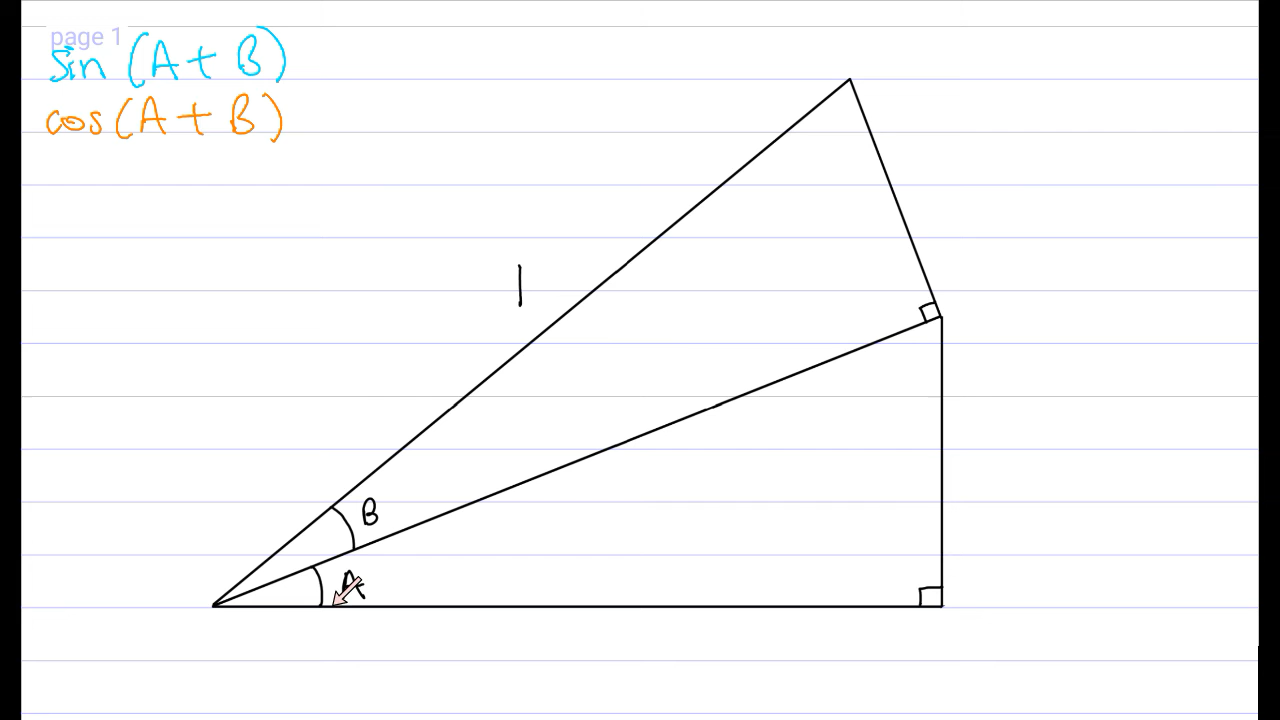 page 1
sin (A + B)
cos (A + B)
1
B
A